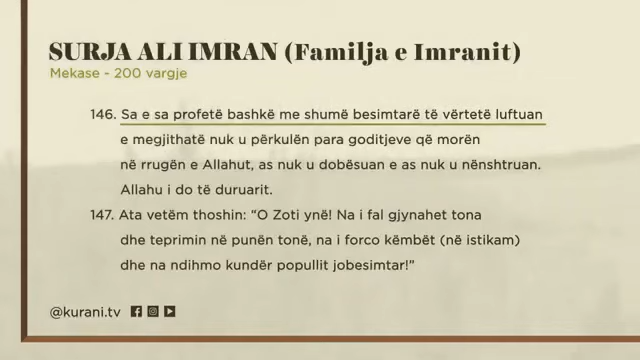 SURJA ALI IMRAN (Familja e Imranit)
Mekase - 200 vargje
146. Sa e sa profetë bashkë me shumë besimtarë të vërtetë luftuan
e megjithatë nuk u përkulën para goditjeve që morën
në rrugën e Allahut, as nuk u dobësuan e as nuk u nënshtruan.
Allahu i do të duruarit.
147. Ata vetëm thoshin: “O Zoti ynë! Na i fal gjynahet tona
dhe teprimin në punën tonë, na i forco këmbët (në istikam)
dhe na ndihmo kundër popullit jobesimtar!”
@kurani.tv